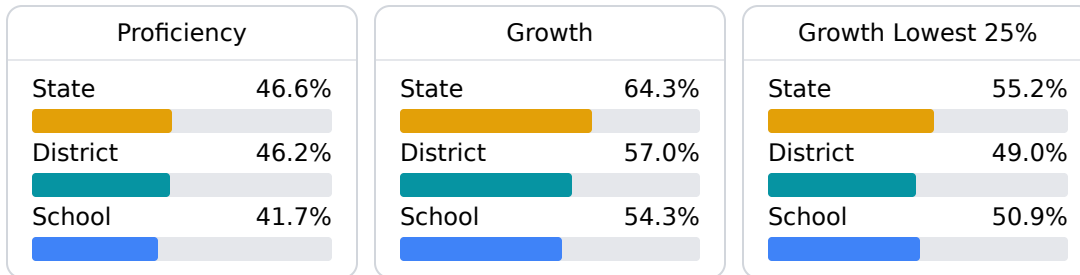 Proficiency
State 46.6%
District 46.2%
School 41.7%
Growth
State 64.3%
District 57.0%
School 54.3%
Growth Lowest 25%
State 55.2%
District 49.0%
School 50.9%